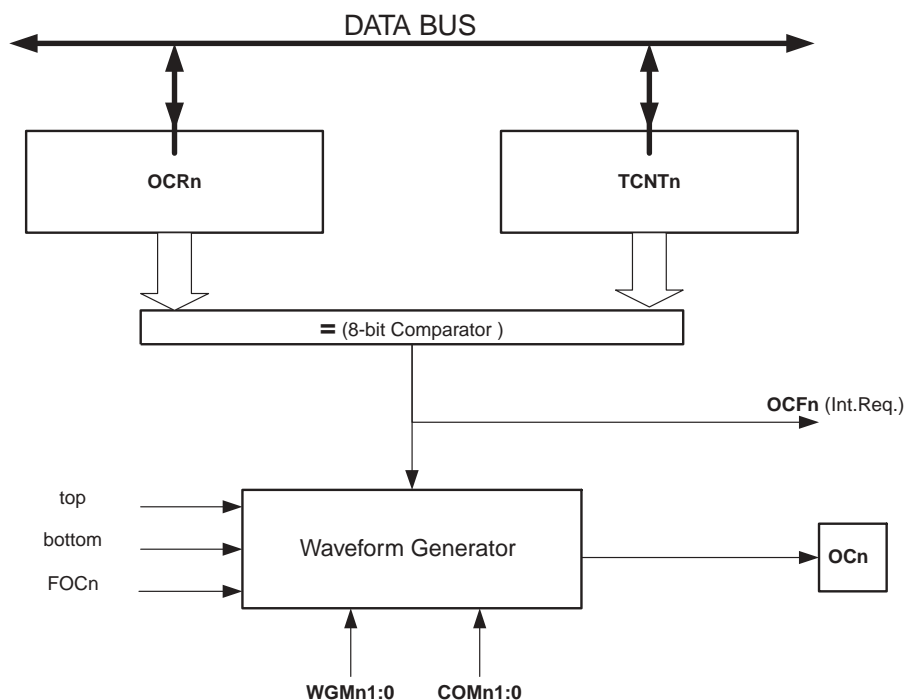 DATA BUS
OCRn
TCNTn
= (8-bit Comparator )
OCFn (Int.Req.)
top
bottom
FOCn
Waveform Generator
OCn
WGMn1:0
COMn1:0